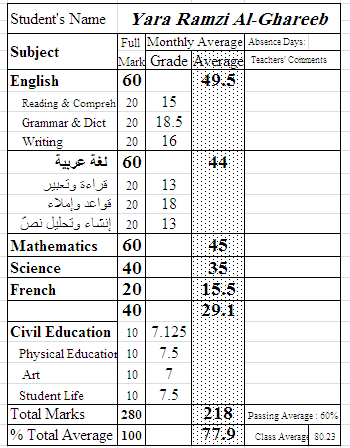 Student's Name Yara Ramzi Al-Ghareeb
Subject Full Mark Monthly Average Absence Days:
Grade Average Teachers' Comments
English 60 49.5
Reading & Compreh 20 15
Grammar & Dict 20 18.5
Writing 20 16
لغة عربية 60 44
قراءة وتعبير 20 13
قواعد وإملاء 20 18
إنشاء وتحليل نصّ 20 13
Mathematics 60 45
Science 40 35
French 20 15.5
40 29.1
Civil Education 10 7.125
Physical Education 10 7.5
Art 10 7
Student Life 10 7.5
Total Marks 280 218 Passing Average : 60%
% Total Average 100 77.9 Class Average 80.23